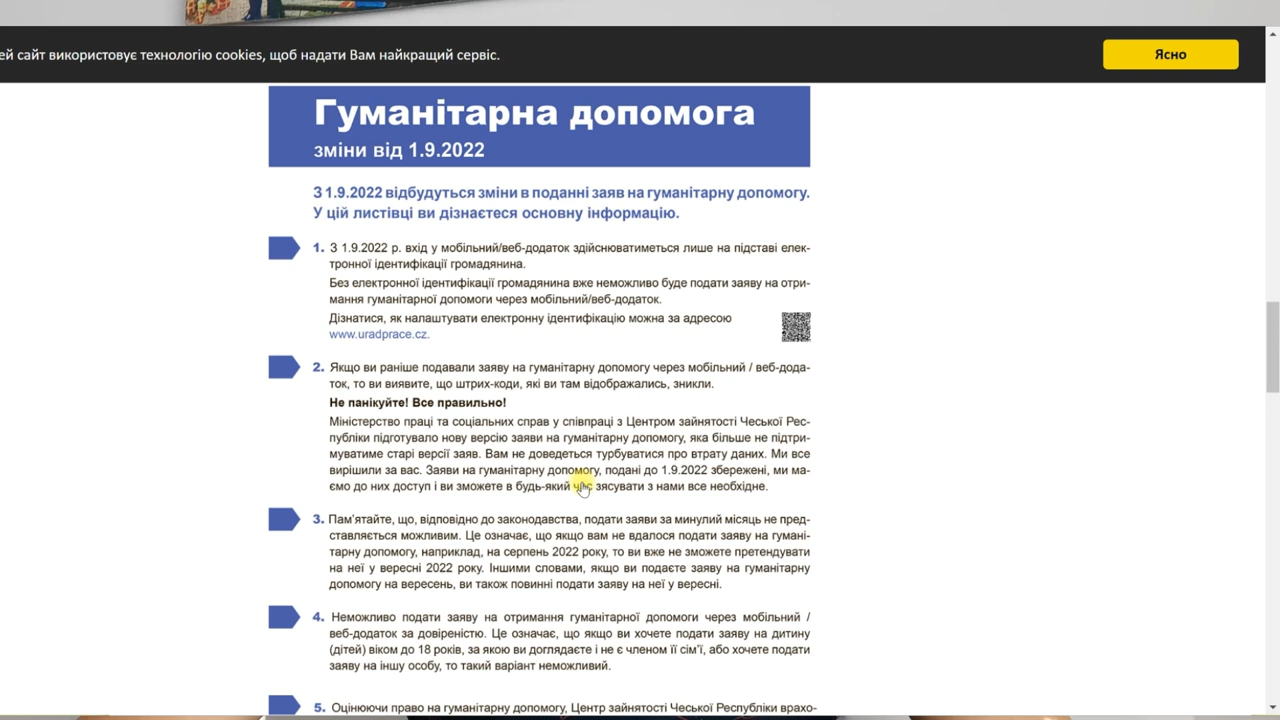 ей сайт використовує технологію cookies, щоб надати Вам найкращий сервіс.
Ясно
Гуманітарна допомога
зміни від 1.9.2022
З 1.9.2022 відбудуться зміни в поданні заяв на гуманітарну допомогу.
У цій листівці ви дізнаєтеся основну інформацію.
1. З 1.9.2022 р. вхід у мобільний/веб-додаток здійснюватиметься лише на підставі елек-
тронної ідентифікації громадянина.
Без електронної ідентифікації громадянина вже неможливо буде подати заяву на отри-
мання гуманітарної допомоги через мобільний/веб-додаток.
Дізнатися, як налаштувати електронну ідентифікацію можна за адресою
www.uradprace.cz.
2. Якщо ви раніше подавали заяву на гуманітарну допомогу через мобільний / веб-дода-
ток, то ви виявите, що штрих-коди, які ви там відображались, зникли.
Не панікуйте! Все правильно!
Міністерство праці та соціальних справ у співпраці з Центром зайнятості Чеської Рес-
публіки підготувало нову версію заяви на гуманітарну допомогу, яка більше не підтри-
муватиме старі версії заяв. Вам не доведеться турбуватися про втрату даних. Ми все
вирішили за вас. Заяви на гуманітарну допомогу, подані до 1.9.2022 збережені, ми ма-
ємо до них доступ і ви зможете в будь-який час зясувати з нами все необхідне.
3. Пам’ятайте, що, відповідно до законодавства, подати заяви за минулий місяць не пред-
ставляється можливим. Це означає, що якщо вам не вдалося подати заяву на гумані-
тарну допомогу, наприклад, на серпень 2022 року, то ви вже не зможете претендувати
на неї у вересні 2022 року. Іншими словами, якщо ви подаєте заяву на гуманітарну
допомогу на вересень, ви також повинні подати заяву на неї у вересні.
4. Неможливо подати заяву на отримання гуманітарної допомоги через мобільний /
веб-додаток за довіреністю. Це означає, що якщо ви хочете подати заяву на дитину
(дітей) віком до 18 років, за якою ви доглядаєте і не є членом її сім’ї, або хочете подати
заяву на іншу особу, то такий варіант неможливий.
5. Оцінюючи право на гуманітарну допомогу, Центр зайнятості Чеської Республіки врахо-